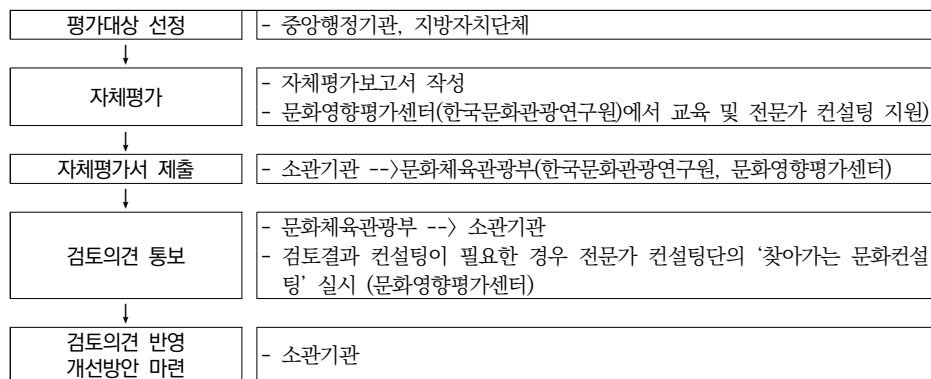 평가대상 선정
- 중앙행정기관, 지방자치단체
↓
자체평가
- 자체평가보고서 작성
- 문화영향평가센터(한국문화관광연구원)에서 교육 및 전문가 컨설팅 지원)
↓
자체평가서 제출
- 소관기관 -->문화체육관광부(한국문화관광연구원, 문화영향평가센터)
↓
검토의견 통보
- 문화체육관광부 --> 소관기관
- 검토결과 컨설팅이 필요한 경우 전문가 컨설팅단의 ‘찾아가는 문화컨설
팅’ 실시 (문화영향평가센터)
↓
검토의견 반영
개선방안 마련
- 소관기관